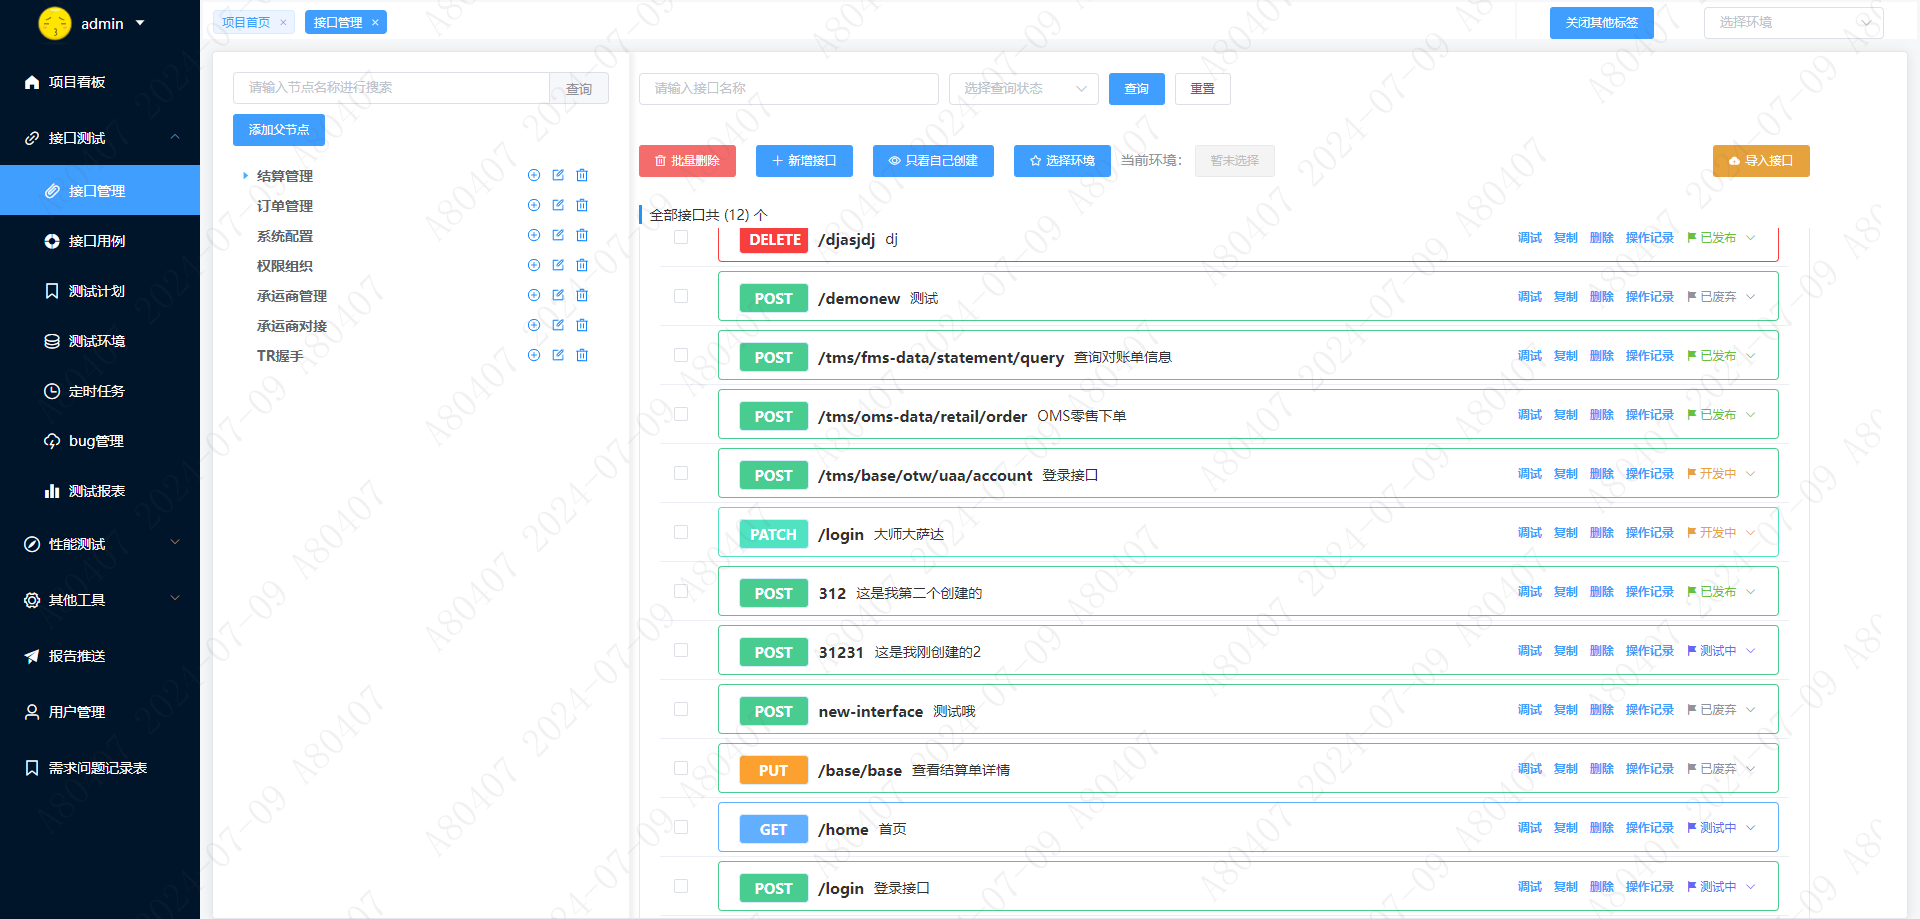 admin
项目看板
接口测试
接口管理
接口用例
测试计划
测试环境
定时任务
bug管理
测试报表
性能测试
其他工具
报告推送
用户管理
需求问题记录表
项目首页 × 接口管理 × 关闭其他标签 选择环境
请输入节点名称进行搜索 查询
添加父节点
结算管理
订单管理
系统配置
权限组织
承运商管理
承运商对接
TR握手
请输入接口名称 选择查询状态 查询 重置
批量删除 新增接口 只看自己创建 选择环境 当前环境: 暂未选择 导入接口
全部接口共 (12) 个
DELETE /djasjdj dj 调试 复制 删除 操作记录 已发布
POST /demonew 测试 调试 复制 删除 操作记录 已废弃
POST /tms/fms-data/statement/query 查询对账单信息 调试 复制 删除 操作记录 已发布
POST /tms/oms-data/retail/order OMS零售下单 调试 复制 删除 操作记录 已发布
POST /tms/base/otw/uaa/account 登录接口 调试 复制 删除 操作记录 开发中
PATCH /login 大师大萨达 调试 复制 删除 操作记录 开发中
POST 312 这是我第二个创建的 调试 复制 删除 操作记录 已发布
POST 31231 这是我刚创建的2 调试 复制 删除 操作记录 测试中
POST new-interface 测试哦 调试 复制 删除 操作记录 已废弃
PUT /base/base 查看结算单详情 调试 复制 删除 操作记录 已废弃
GET /home 首页 调试 复制 删除 操作记录 测试中
POST /login 登录接口 调试 复制 删除 操作记录 测试中
A80407 2024-07-09